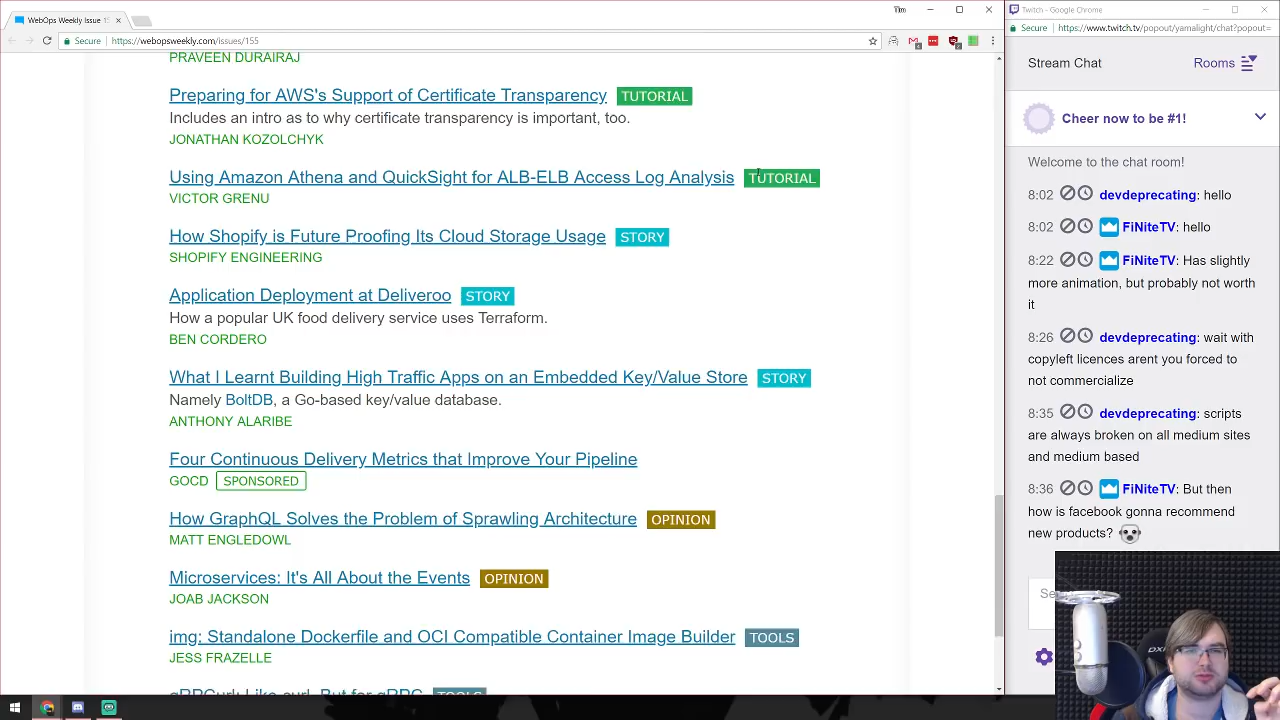 WebOps Weekly Issue 15
Tim
Twitch - Google Chrome
Secure
https://webopsweekly.com/issues/155
Secure
https://www.twitch.tv/popout/yamalight/chat?popout=
PRAVEEN DURAIRAJ
Preparing for AWS's Support of Certificate Transparency TUTORIAL
Includes an intro as to why certificate transparency is important, too.
JONATHAN KOZOLCHYK
Using Amazon Athena and QuickSight for ALB-ELB Access Log Analysis TUTORIAL
VICTOR GRENU
How Shopify is Future Proofing Its Cloud Storage Usage STORY
SHOPIFY ENGINEERING
Application Deployment at Deliveroo STORY
How a popular UK food delivery service uses Terraform.
BEN CORDERO
What I Learnt Building High Traffic Apps on an Embedded Key/Value Store STORY
Namely BoltDB, a Go-based key/value database.
ANTHONY ALARIBE
Four Continuous Delivery Metrics that Improve Your Pipeline
GOCD SPONSORED
How GraphQL Solves the Problem of Sprawling Architecture OPINION
MATT ENGLEDOWL
Microservices: It's All About the Events OPINION
JOAB JACKSON
img: Standalone Dockerfile and OCI Compatible Container Image Builder TOOLS
JESS FRAZELLE
gRPCurl: Like curl, But for gRPC TOOLS
Stream Chat
Rooms
Cheer now to be #1!
Welcome to the chat room!
8:02 devdeprecating: hello
8:02 FiNiteTV: hello
8:22 FiNiteTV: Has slightly
more animation, but probably not worth
it
8:26 devdeprecating: wait with
copyleft licences arent you forced to
not commercialize
8:35 devdeprecating: scripts
are always broken on all medium sites
and medium based
8:36 FiNiteTV: But then
how is facebook gonna recommend
new products?